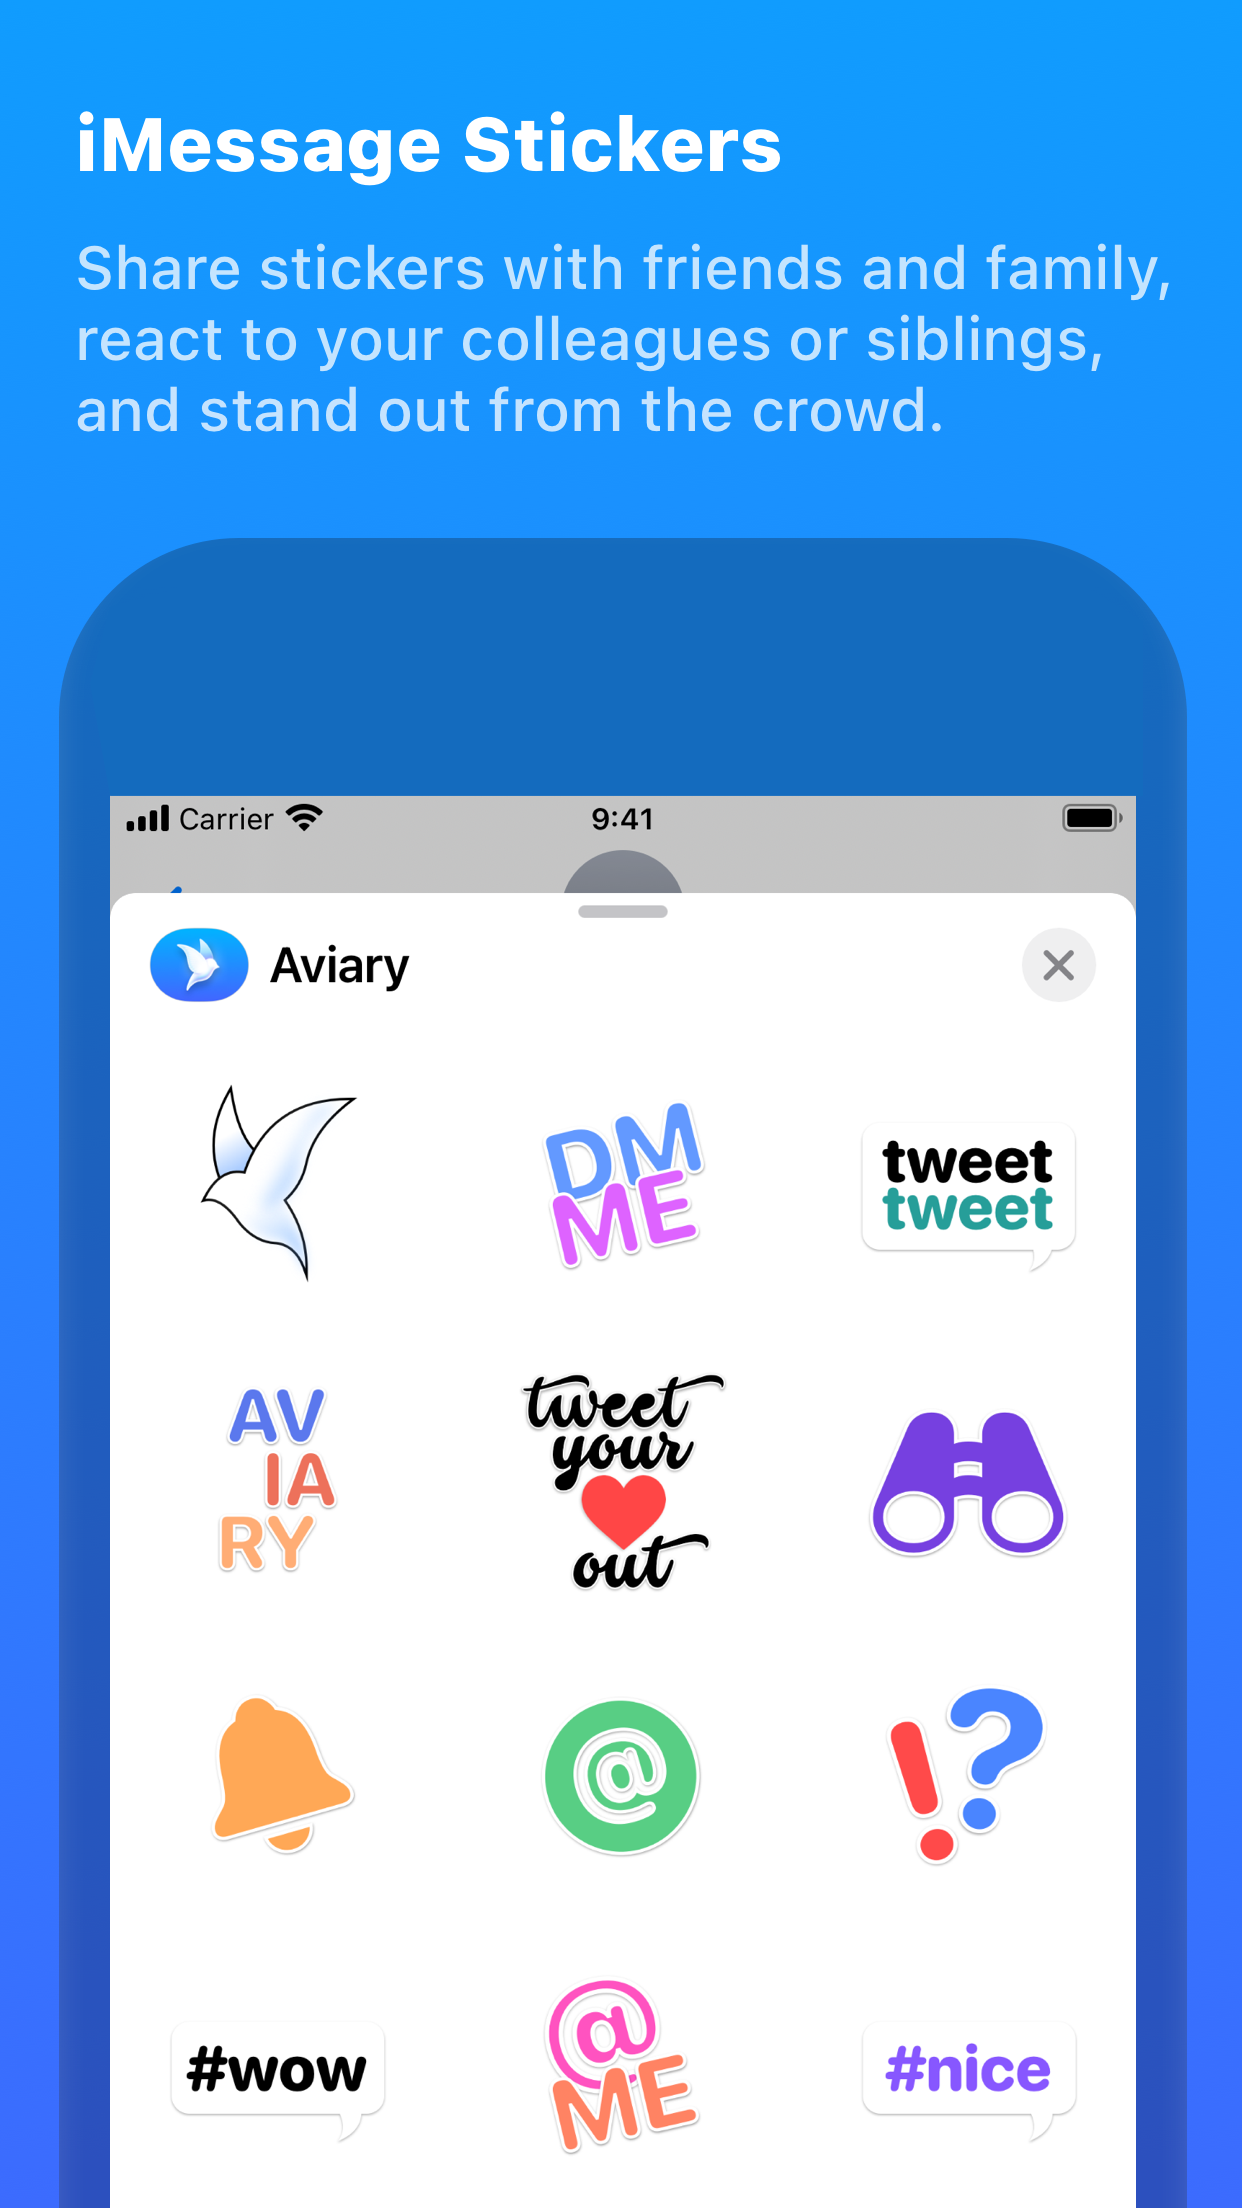 iMessage Stickers
Share stickers with friends and family,
react to your colleagues or siblings,
and stand out from the crowd.
Carrier 9:41
Aviary
DM
ME
tweet
tweet
AV
IA
RY
tweet
your
out
@
!?
#wow
@
ME
#nice